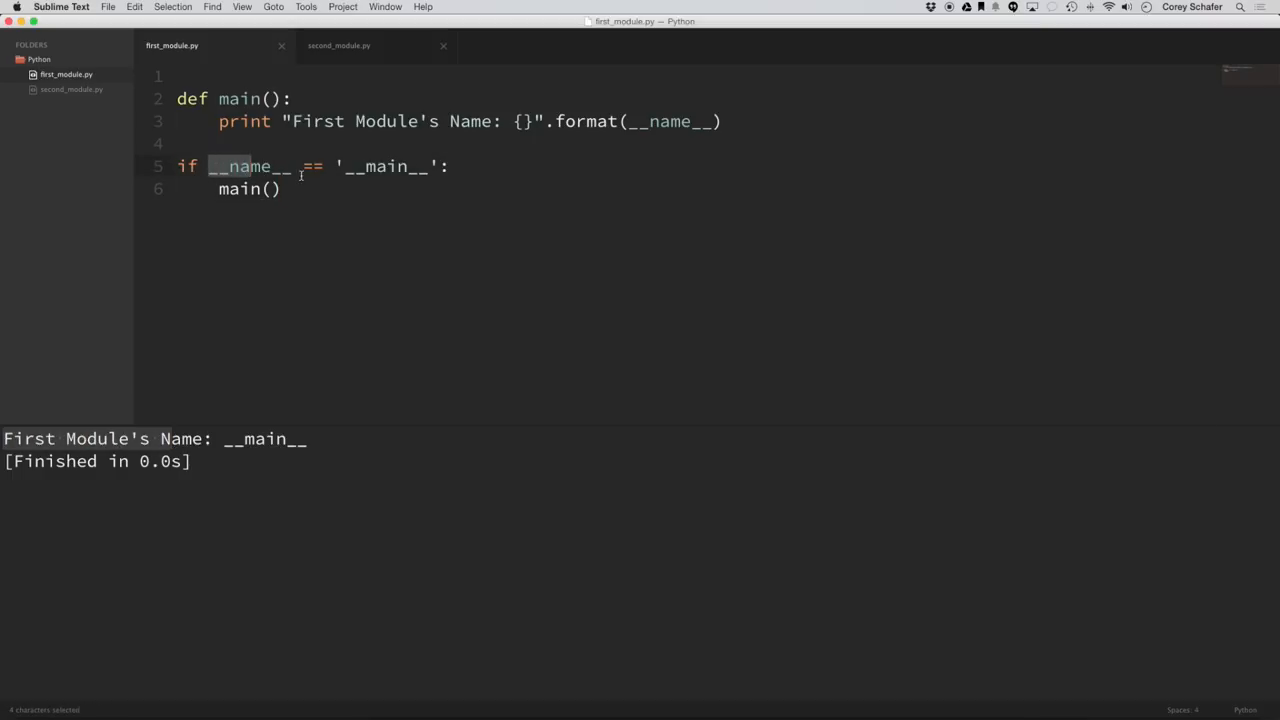 Sublime Text File Edit Selection Find View Goto Tools Project Window Help Corey Schafer
first_module.py — Python
FOLDERS
Python
first_module.py
second_module.py
first_module.py second_module.py
1
2 def main():
3 print "First Module's Name: {}".format(__name__)
4
5 if __name__ == '__main__':
6 main()
First Module's Name: __main__
[Finished in 0.0s]
4 characters selected Spaces: 4 Python